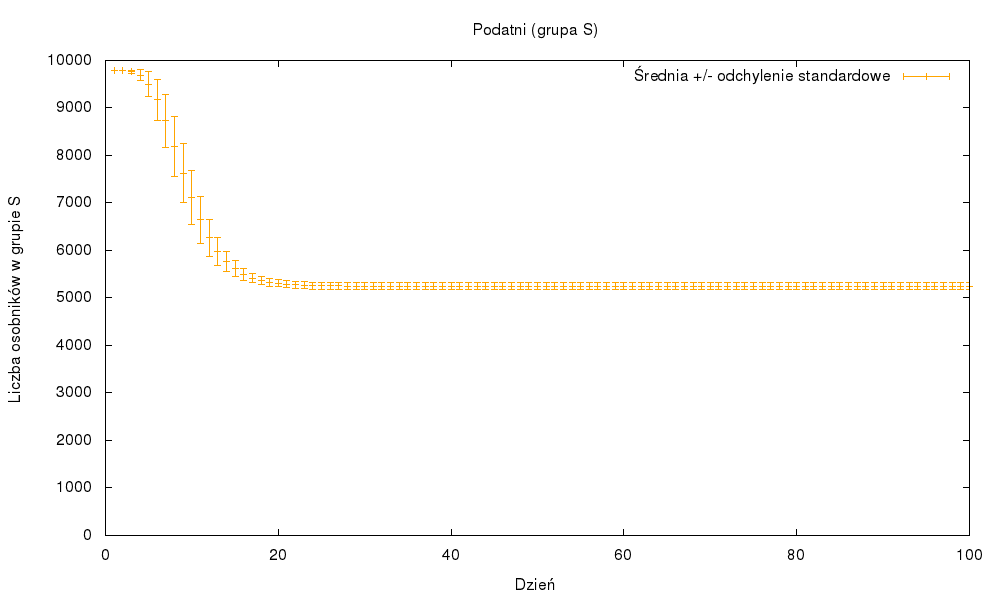 Podatni (grupa S)
Średnia +/- odchylenie standardowe
Liczba osobników w grupie S
10000
9000
8000
7000
6000
5000
4000
3000
2000
1000
0
0 20 40 60 80 100
Dzień